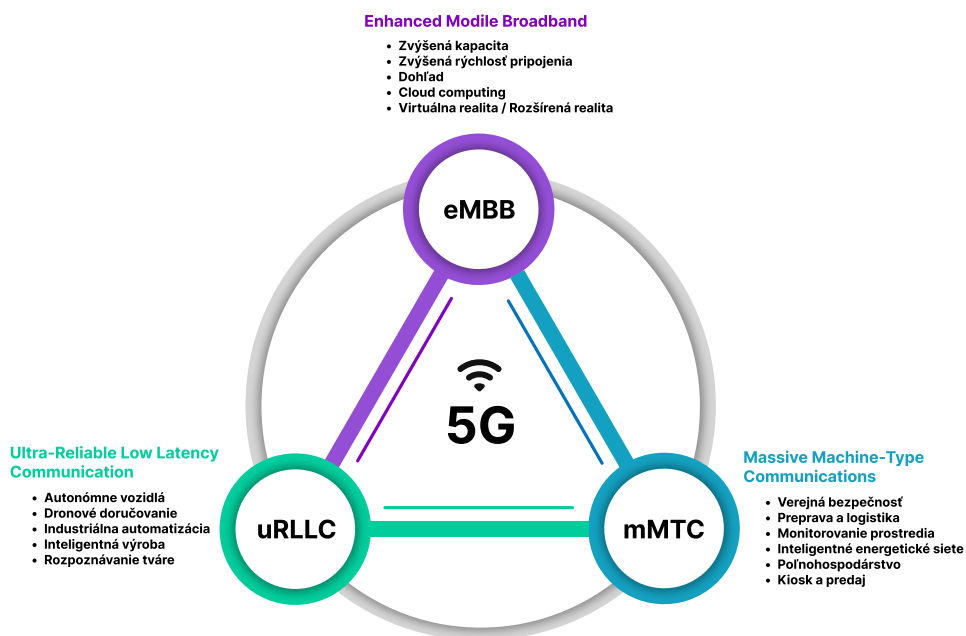 Enhanced Modile Broadband
• Zvýšená kapacita
• Zvýšená rýchlosť pripojenia
• Dohľad
• Cloud computing
• Virtuálna realita / Rozšírená realita
eMBB
5G
Ultra-Reliable Low Latency
Communication
• Autonómne vozidlá
• Dronové doručovanie
• Industriálna automatizácia
• Inteligentná výroba
• Rozpoznávanie tváre
uRLLC
mMTC
Massive Machine-Type
Communications
• Verejná bezpečnosť
• Preprava a logistika
• Monitorovanie prostredia
• Inteligentné energetické siete
• Poľnohospodárstvo
• Kiosk a predaj